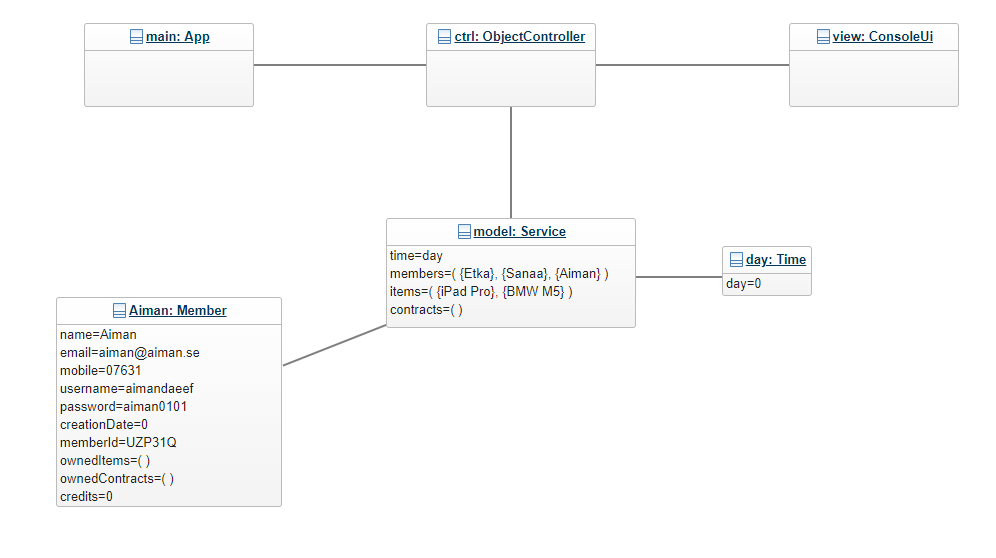 main: App
ctrl: ObjectController
view: ConsoleUi
model: Service
time=day
members=( {Etka}, {Sanaa}, {Aiman} )
items=( {iPad Pro}, {BMW M5} )
contracts=( )
day: Time
day=0
Aiman: Member
name=Aiman
email=aiman@aiman.se
mobile=07631
username=aimandaeef
password=aiman0101
creationDate=0
memberId=UZP31Q
ownedItems=( )
ownedContracts=( )
credits=0